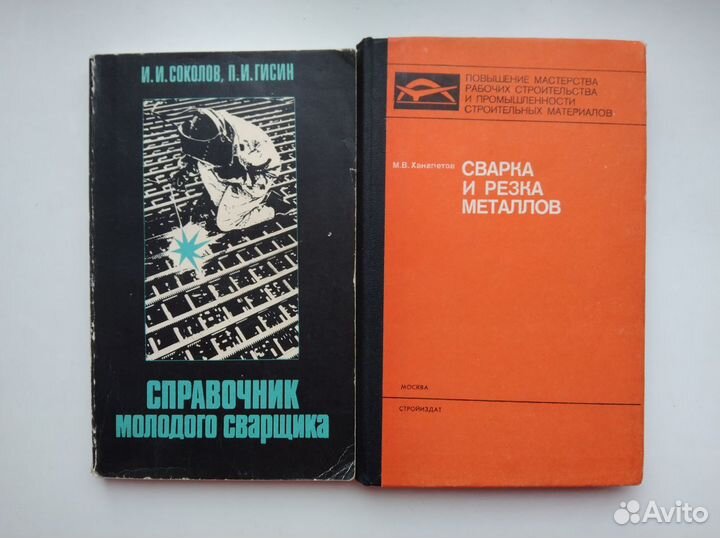 И.И.СОКОЛОВ, П.И.ГИСИН
СПРАВОЧНИК
МОЛОДОГО СВАРЩИКА
ПОВЫШЕНИЕ МАСТЕРСТВА
РАБОЧИХ СТРОИТЕЛЬСТВА
И ПРОМЫШЛЕННОСТИ
СТРОИТЕЛЬНЫХ МАТЕРИАЛОВ
М.В. Ханапетов
СВАРКА
И РЕЗКА
МЕТАЛЛОВ
МОСКВА
СТРОЙИЗДАТ
Avito